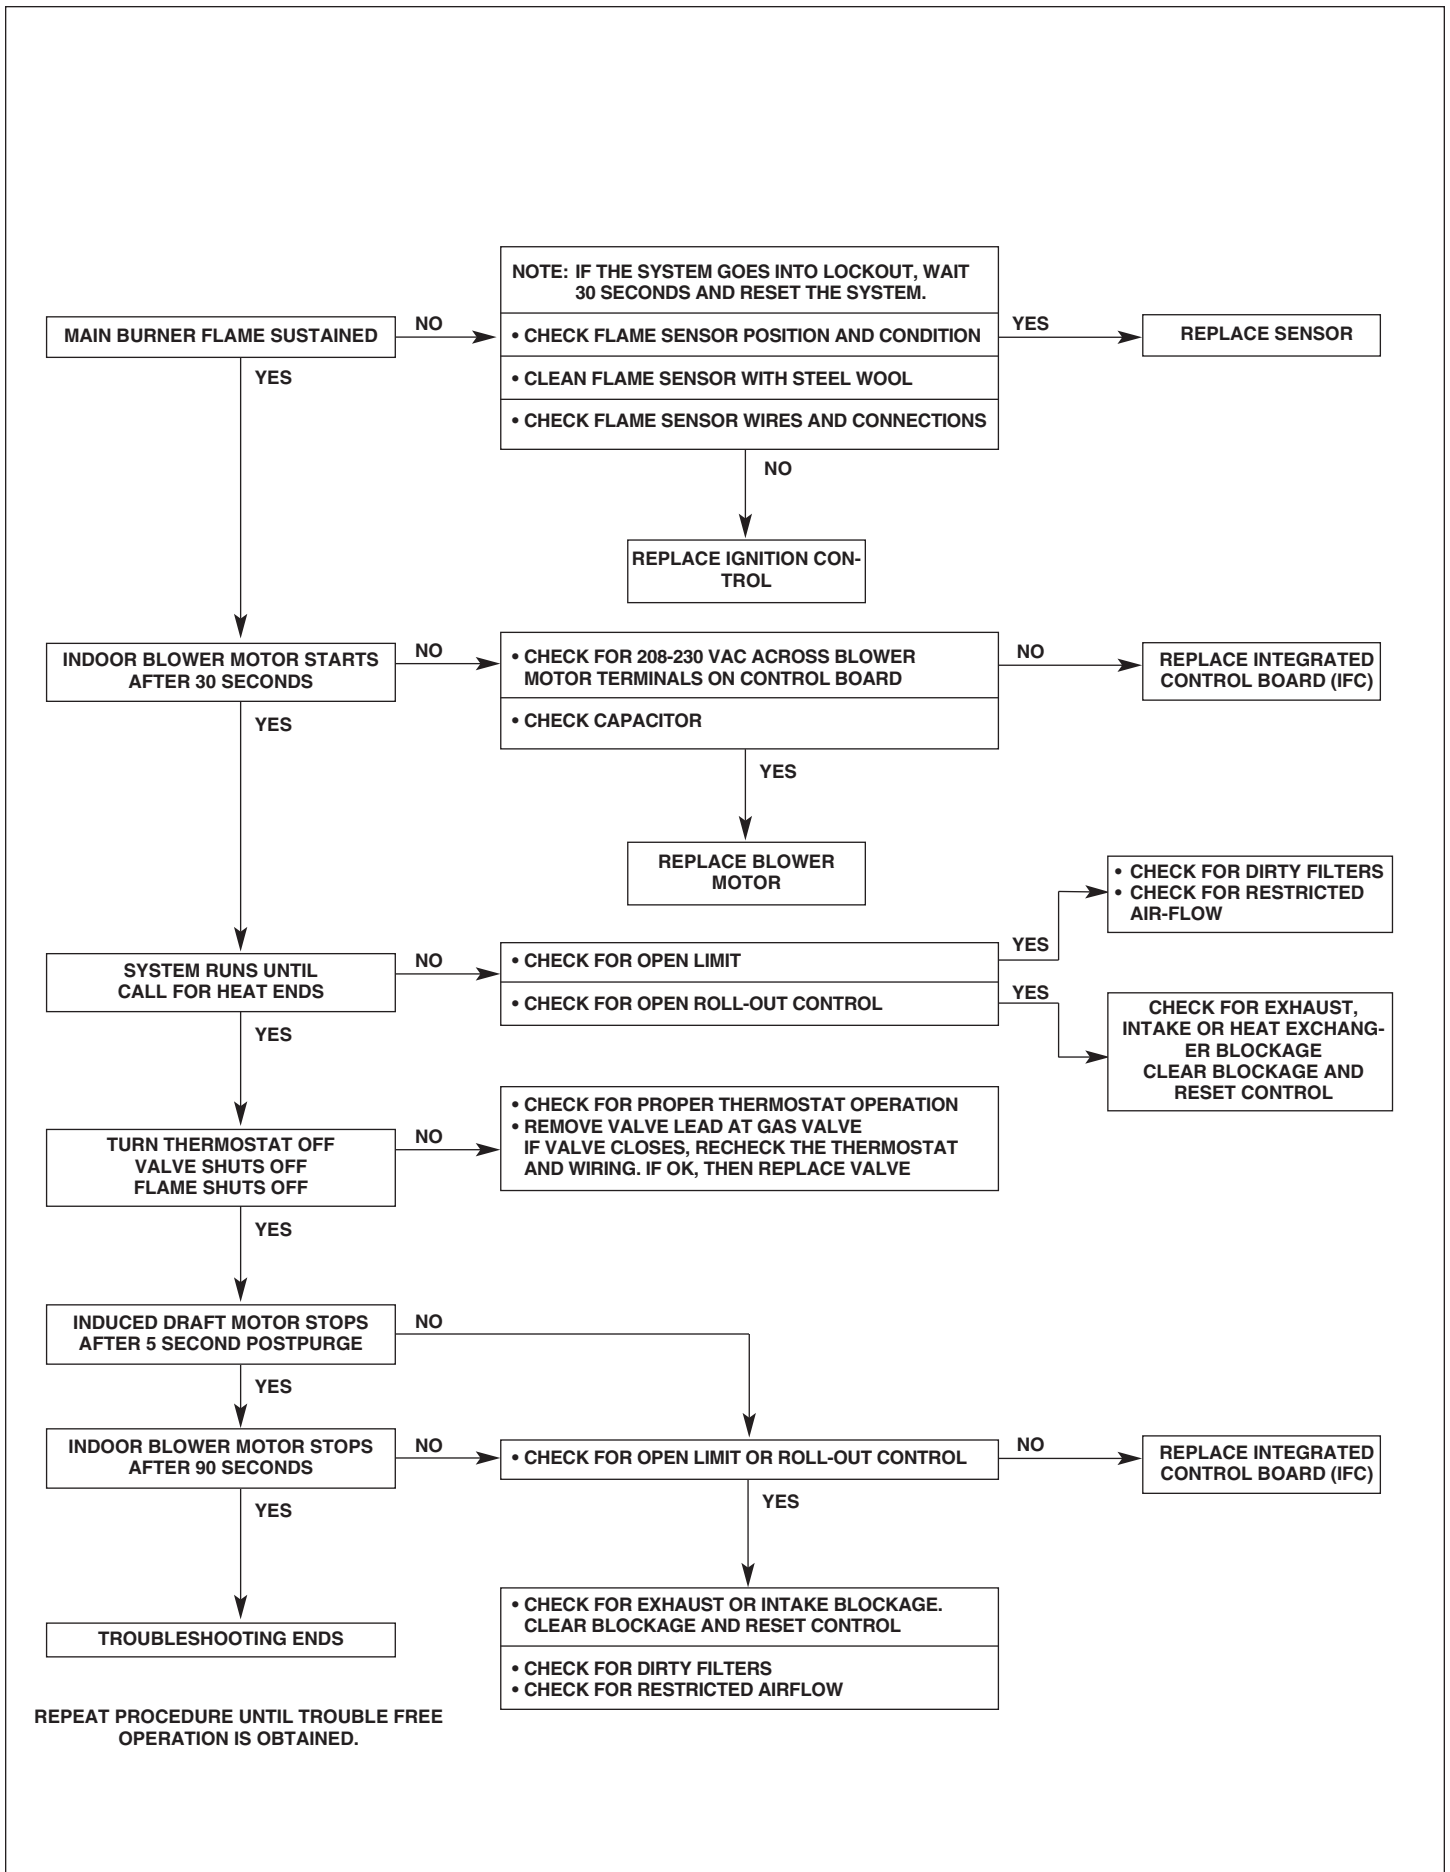 NOTE: IF THE SYSTEM GOES INTO LOCKOUT, WAIT
30 SECONDS AND RESET THE SYSTEM.
MAIN BURNER FLAME SUSTAINED
NO
• CHECK FLAME SENSOR POSITION AND CONDITION
YES
REPLACE SENSOR
YES
• CLEAN FLAME SENSOR WITH STEEL WOOL
• CHECK FLAME SENSOR WIRES AND CONNECTIONS
NO
REPLACE IGNITION CON-
TROL
INDOOR BLOWER MOTOR STARTS
AFTER 30 SECONDS
NO
• CHECK FOR 208-230 VAC ACROSS BLOWER
MOTOR TERMINALS ON CONTROL BOARD
NO
REPLACE INTEGRATED
CONTROL BOARD (IFC)
YES
• CHECK CAPACITOR
YES
REPLACE BLOWER
MOTOR
• CHECK FOR DIRTY FILTERS
• CHECK FOR RESTRICTED
AIR-FLOW
SYSTEM RUNS UNTIL
CALL FOR HEAT ENDS
NO
• CHECK FOR OPEN LIMIT
YES
• CHECK FOR OPEN ROLL-OUT CONTROL
YES
CHECK FOR EXHAUST,
INTAKE OR HEAT EXCHANG-
ER BLOCKAGE
CLEAR BLOCKAGE AND
RESET CONTROL
YES
TURN THERMOSTAT OFF
VALVE SHUTS OFF
FLAME SHUTS OFF
NO
• CHECK FOR PROPER THERMOSTAT OPERATION
• REMOVE VALVE LEAD AT GAS VALVE
IF VALVE CLOSES, RECHECK THE THERMOSTAT
AND WIRING. IF OK, THEN REPLACE VALVE
YES
INDUCED DRAFT MOTOR STOPS
AFTER 5 SECOND POSTPURGE
NO
YES
INDOOR BLOWER MOTOR STOPS
AFTER 90 SECONDS
NO
• CHECK FOR OPEN LIMIT OR ROLL-OUT CONTROL
NO
REPLACE INTEGRATED
CONTROL BOARD (IFC)
YES
YES
TROUBLESHOOTING ENDS
• CHECK FOR EXHAUST OR INTAKE BLOCKAGE.
CLEAR BLOCKAGE AND RESET CONTROL
• CHECK FOR DIRTY FILTERS
• CHECK FOR RESTRICTED AIRFLOW
REPEAT PROCEDURE UNTIL TROUBLE FREE
OPERATION IS OBTAINED.